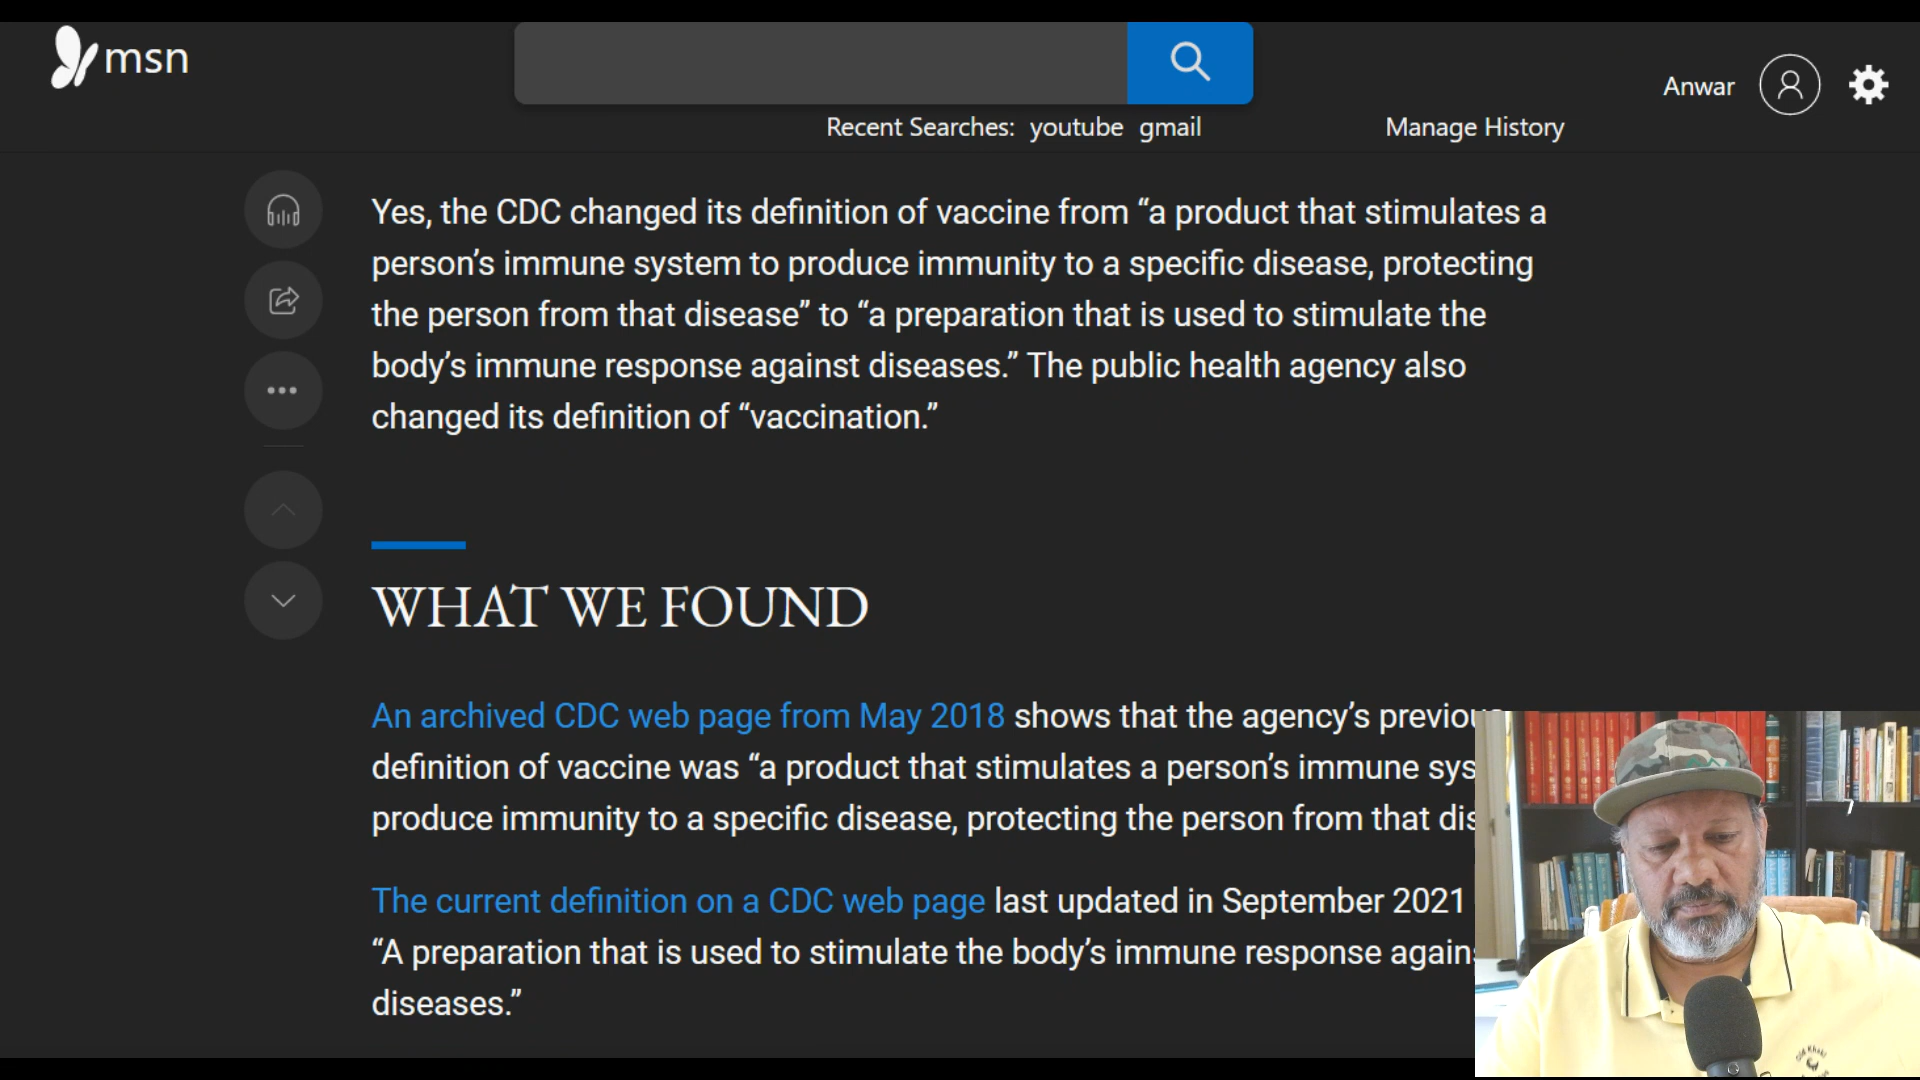 msn
Anwar
Recent Searches: youtube gmail
Manage History
Yes, the CDC changed its definition of vaccine from “a product that stimulates a
person’s immune system to produce immunity to a specific disease, protecting
the person from that disease” to “a preparation that is used to stimulate the
body’s immune response against diseases.” The public health agency also
changed its definition of “vaccination.”
WHAT WE FOUND
An archived CDC web page from May 2018 shows that the agency’s
definition of vaccine was “a product that stimulates a person’s immune
produce immunity to a specific disease, protecting the person from that
The current definition on a CDC web page last updated in September 2021
“A preparation that is used to stimulate the body’s immune response
diseases.”